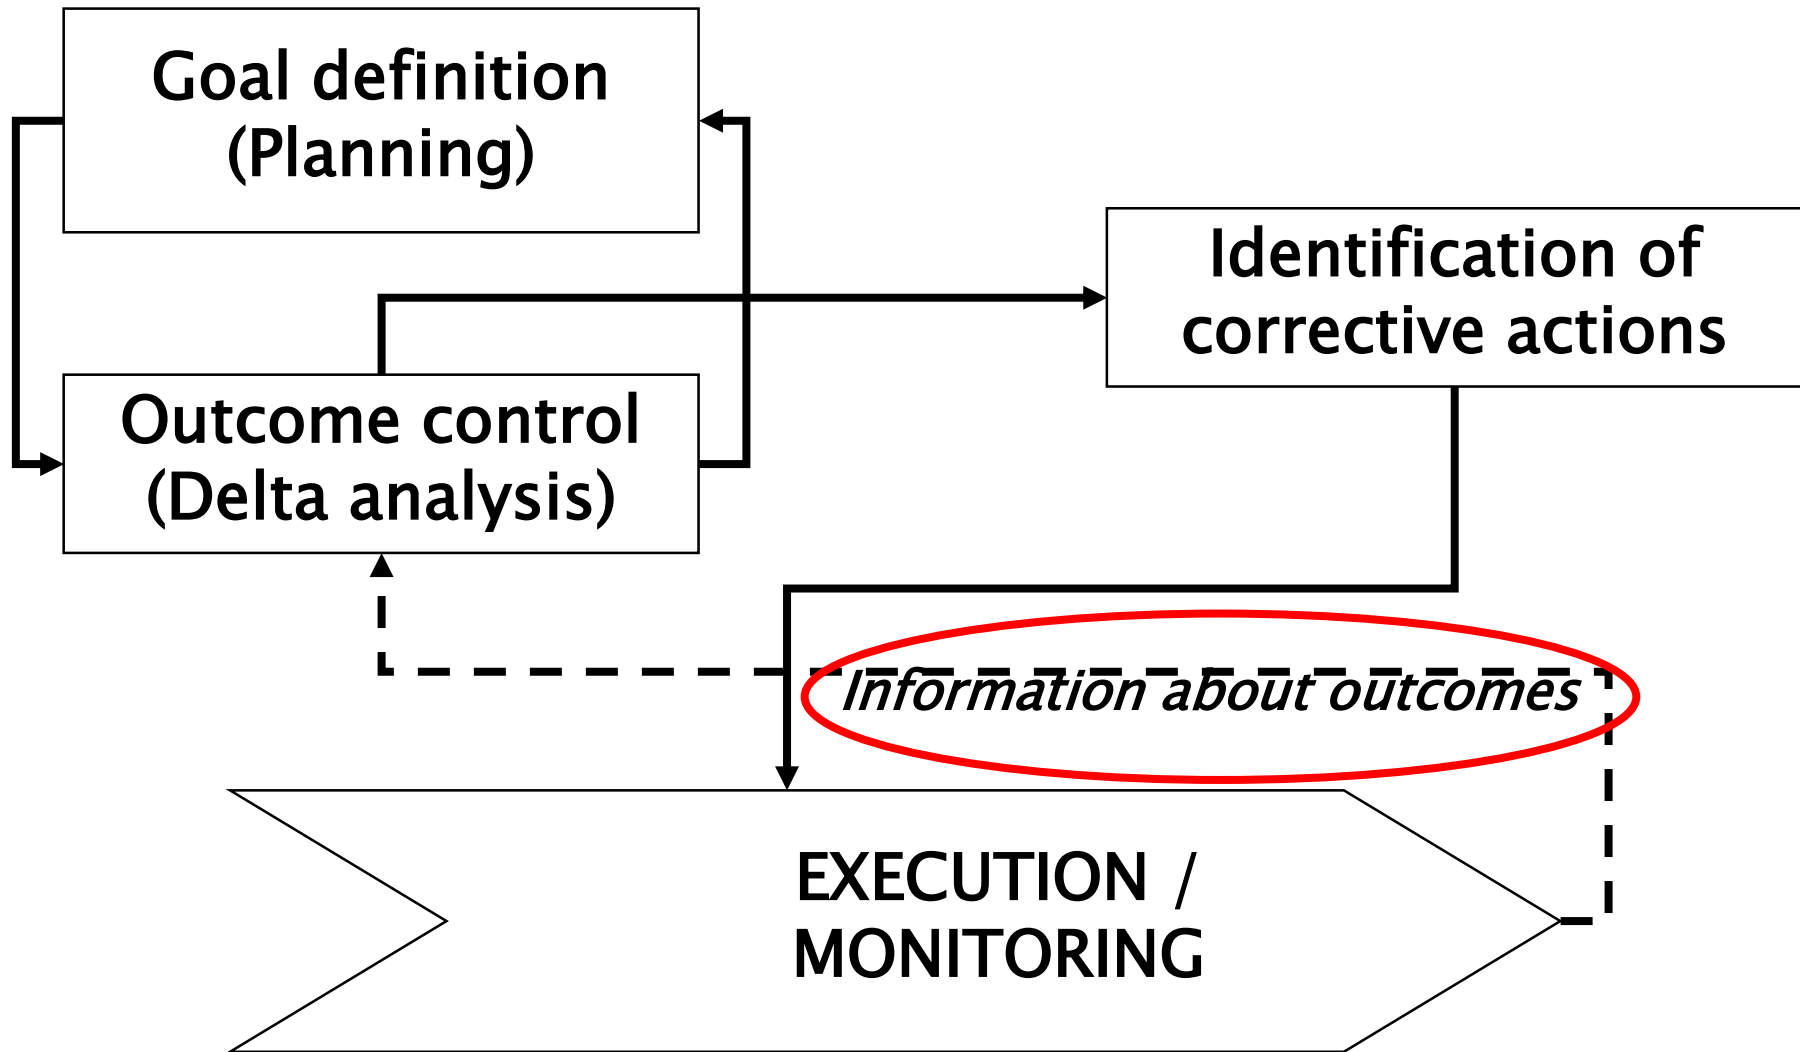 Goal definition
(Planning)
Identification of
corrective actions
Outcome control
(Delta analysis)
Information about outcomes
EXECUTION /
MONITORING